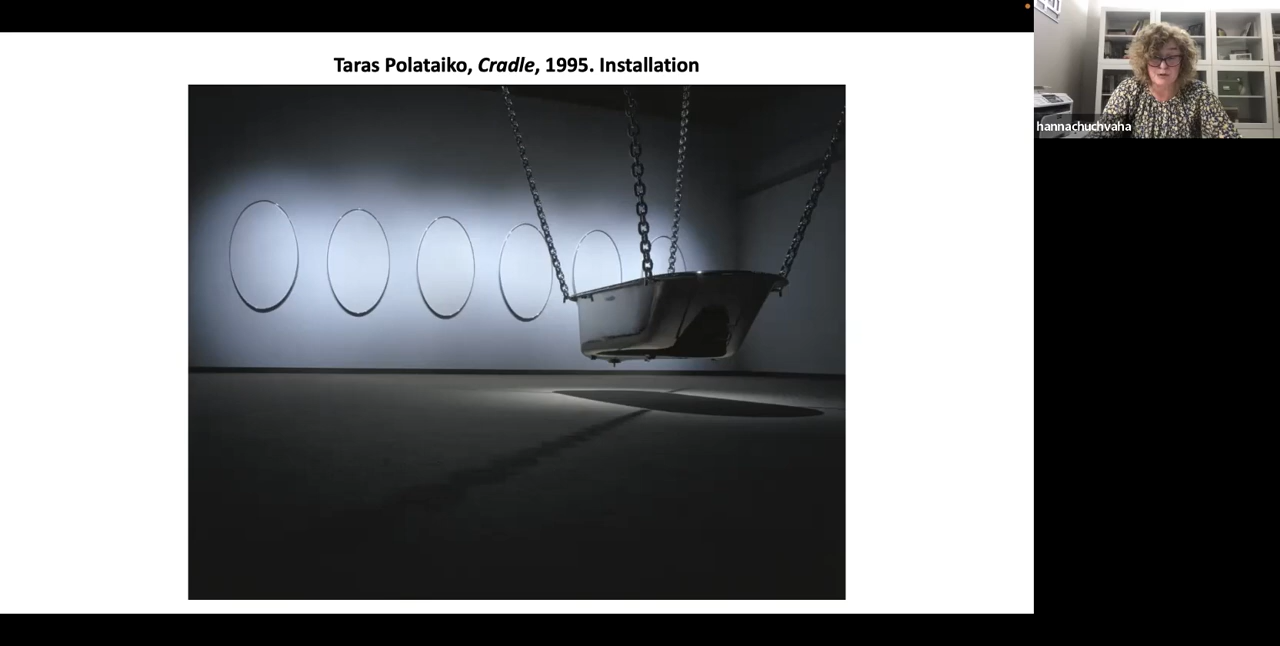 Taras Polataiko, Cradle, 1995. Installation
hannachuchvaha